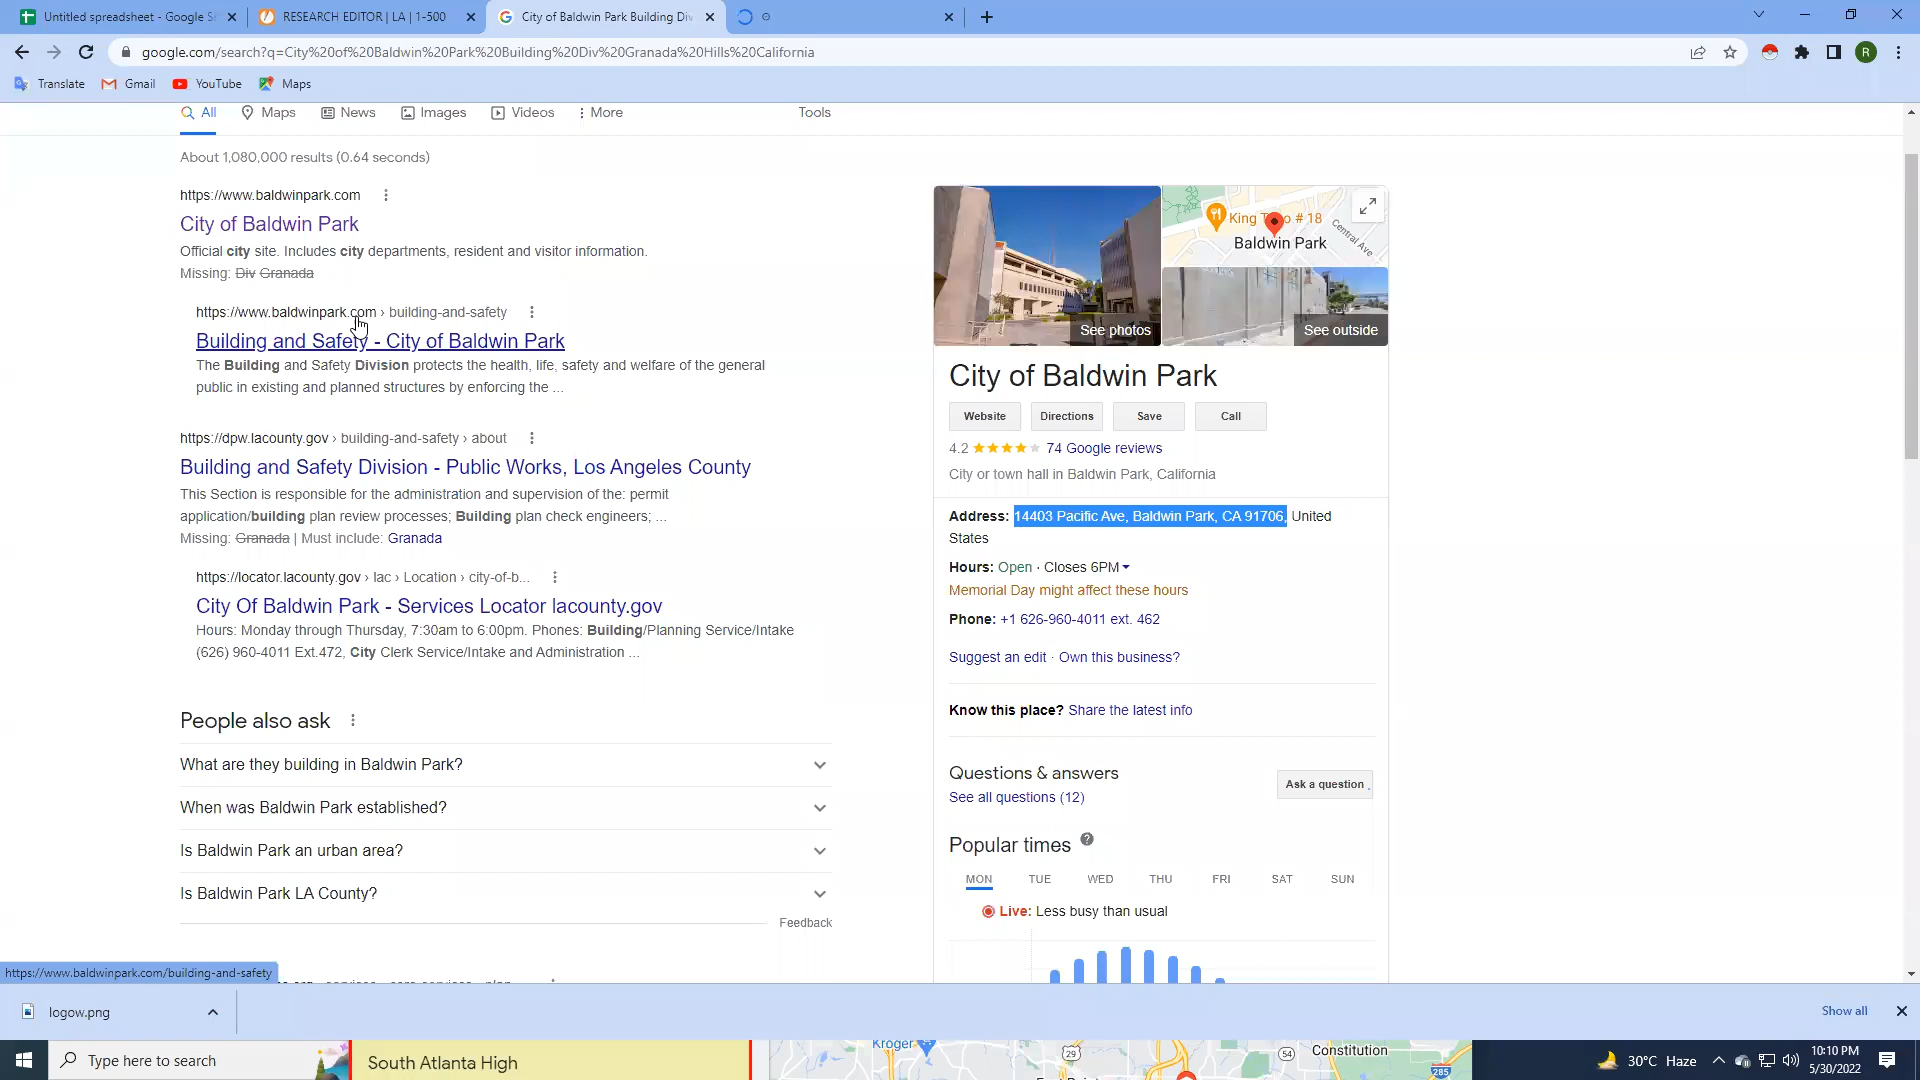 Untitled spreadsheet - Google S
RESEARCH EDITOR | LA | 1-500
City of Baldwin Park Building Div
google.com/search?q=City%20of%20Baldwin%20Park%20Building%20Div%20Granada%20Hills%20California
R
Translate
Gmail
YouTube
Maps
All
Maps
News
Images
Videos
More
Tools
About 1,080,000 results (0.64 seconds)
https://www.baldwinpark.com
City of Baldwin Park
Official city site. Includes city departments, resident and visitor information.
Missing: Div Granada
https://www.baldwinpark.com › building-and-safety
Building and Safety - City of Baldwin Park
The Building and Safety Division protects the health, life, safety and welfare of the general
public in existing and planned structures by enforcing the ...
https://dpw.lacounty.gov › building-and-safety › about
Building and Safety Division - Public Works, Los Angeles County
This Section is responsible for the administration and supervision of the: permit
application/building plan review processes; Building plan check engineers; ...
Missing: Granada | Must include: Granada
https://locator.lacounty.gov › lac › Location › city-of-b...
City Of Baldwin Park - Services Locator lacounty.gov
Hours: Monday through Thursday, 7:30am to 6:00pm. Phones: Building/Planning Service/Intake
(626) 960-4011 Ext.472, City Clerk Service/Intake and Administration ...
People also ask
What are they building in Baldwin Park?
When was Baldwin Park established?
Is Baldwin Park an urban area?
Is Baldwin Park LA County?
Feedback
https://www.baldwinpark.com/building-and-safety
King T o # 18
Central Ave
Baldwin Park
See photos
See outside
City of Baldwin Park
Website
Directions
Save
Call
4.2
74 Google reviews
City or town hall in Baldwin Park, California
Address: 14403 Pacific Ave, Baldwin Park, CA 91706, United
States
Hours: Open · Closes 6PM
Memorial Day might affect these hours
Phone: +1 626-960-4011 ext. 462
Suggest an edit · Own this business?
Know this place? Share the latest info
Questions & answers
See all questions (12)
Ask a question
Popular times
MON TUE WED THU FRI SAT SUN
Live: Less busy than usual
logow.png
Show all
Type here to search
South Atlanta High
Kroger
29
54
Constitution
285
30°C Haze
10:10 PM
5/30/2022